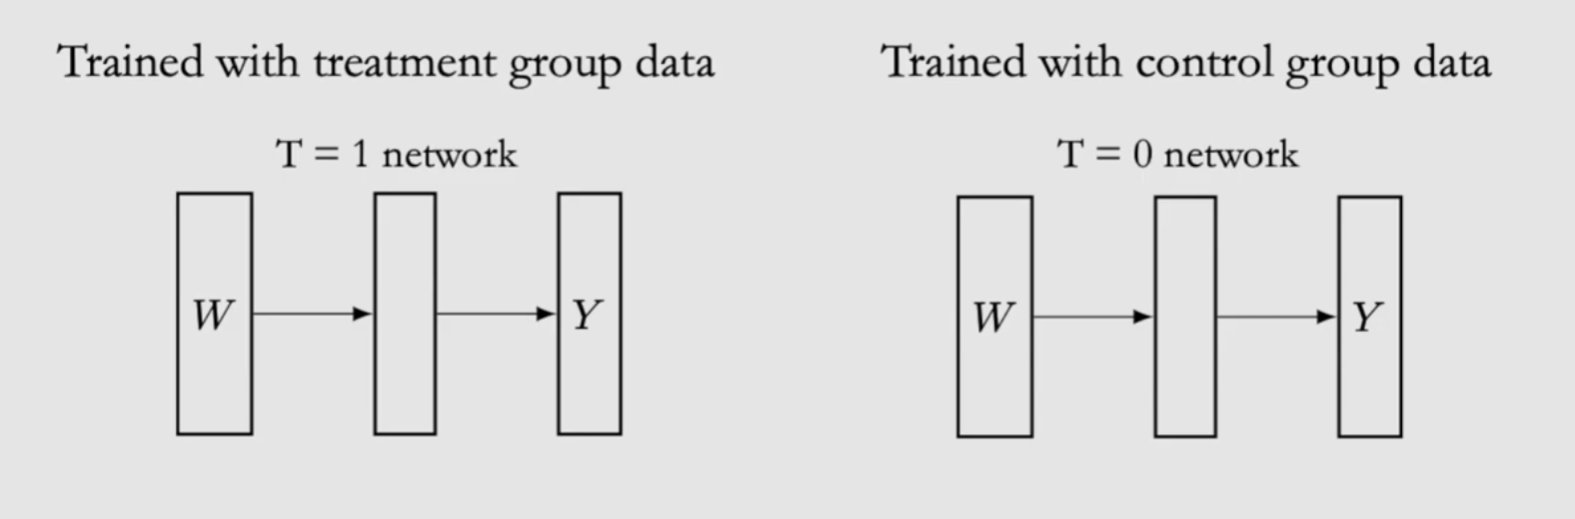 Trained with treatment group data
T = 1 network
W
Y
Trained with control group data
T = 0 network
W
Y